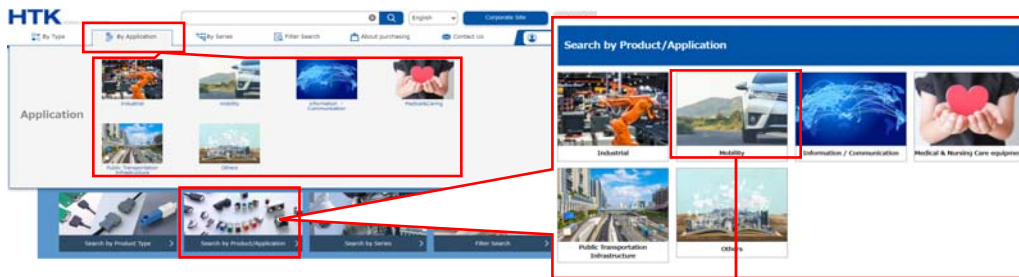 HTK
English
Corporate Site
By Type
By Application
By Series
Filter Search
About purchasing
Contact Us
Application
Industrial
Mobility
Information・
Communication
Medical&Caring
Public Transportation
Infrastructure
Others
Search by Product Type
Search by Product/Application
Search by Series
Filter Search
Search by Product/Application
Industrial
Mobility
Information / Communication
Medical & Nursing Care equipme
Public Transportation
Infrastructure
Others